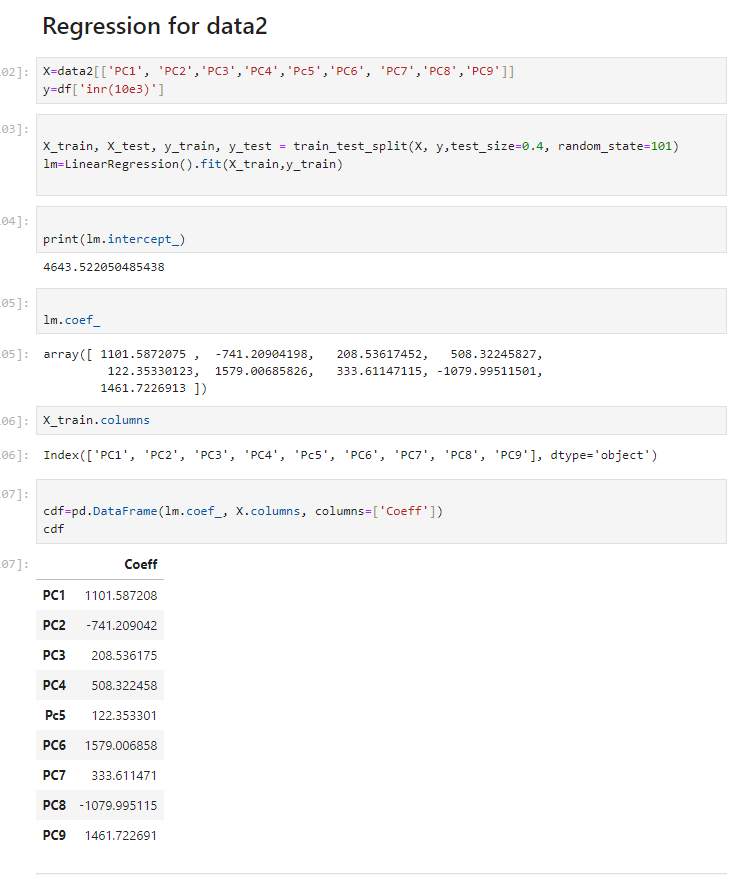 Regression for data2
02]:
X=data2[['PC1', 'PC2','PC3','PC4','Pc5','PC6', 'PC7','PC8','PC9']]
y=df['inr(10e3)']
03]:
X_train, X_test, y_train, y_test = train_test_split(X, y,test_size=0.4, random_state=101)
lm=LinearRegression().fit(X_train,y_train)
04]:
print(lm.intercept_)
4643.522050485438
05]:
lm.coef_
05]:
array([ 1101.5872075 ,  -741.20904198,   208.53617452,   508.32245827,
122.35330123,  1579.00685826,   333.61147115, -1079.99511501,
1461.7226913 ])
06]:
X_train.columns
06]:
Index(['PC1', 'PC2', 'PC3', 'PC4', 'Pc5', 'PC6', 'PC7', 'PC8', 'PC9'], dtype='object')
07]:
cdf=pd.DataFrame(lm.coef_, X.columns, columns=['Coeff'])
cdf
07]:
Coeff
PC1 1101.587208
PC2 -741.209042
PC3 208.536175
PC4 508.322458
Pc5 122.353301
PC6 1579.006858
PC7 333.611471
PC8 -1079.995115
PC9 1461.722691